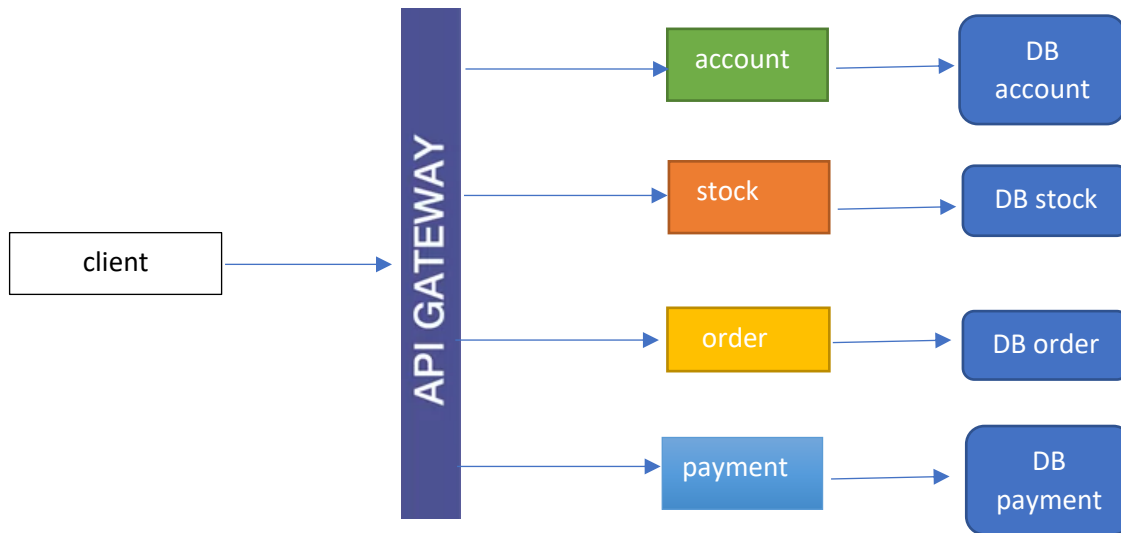 client
API GATEWAY
account
DB
account
stock
DB stock
order
DB order
payment
DB
payment